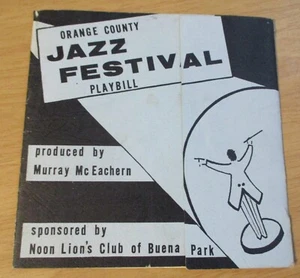 ORANGE COUNTY
JAZZ
FESTIVAL
PLAYBILL
produced by
Murray McEachern
sponsored by
Noon Lion's Club of Buena Park